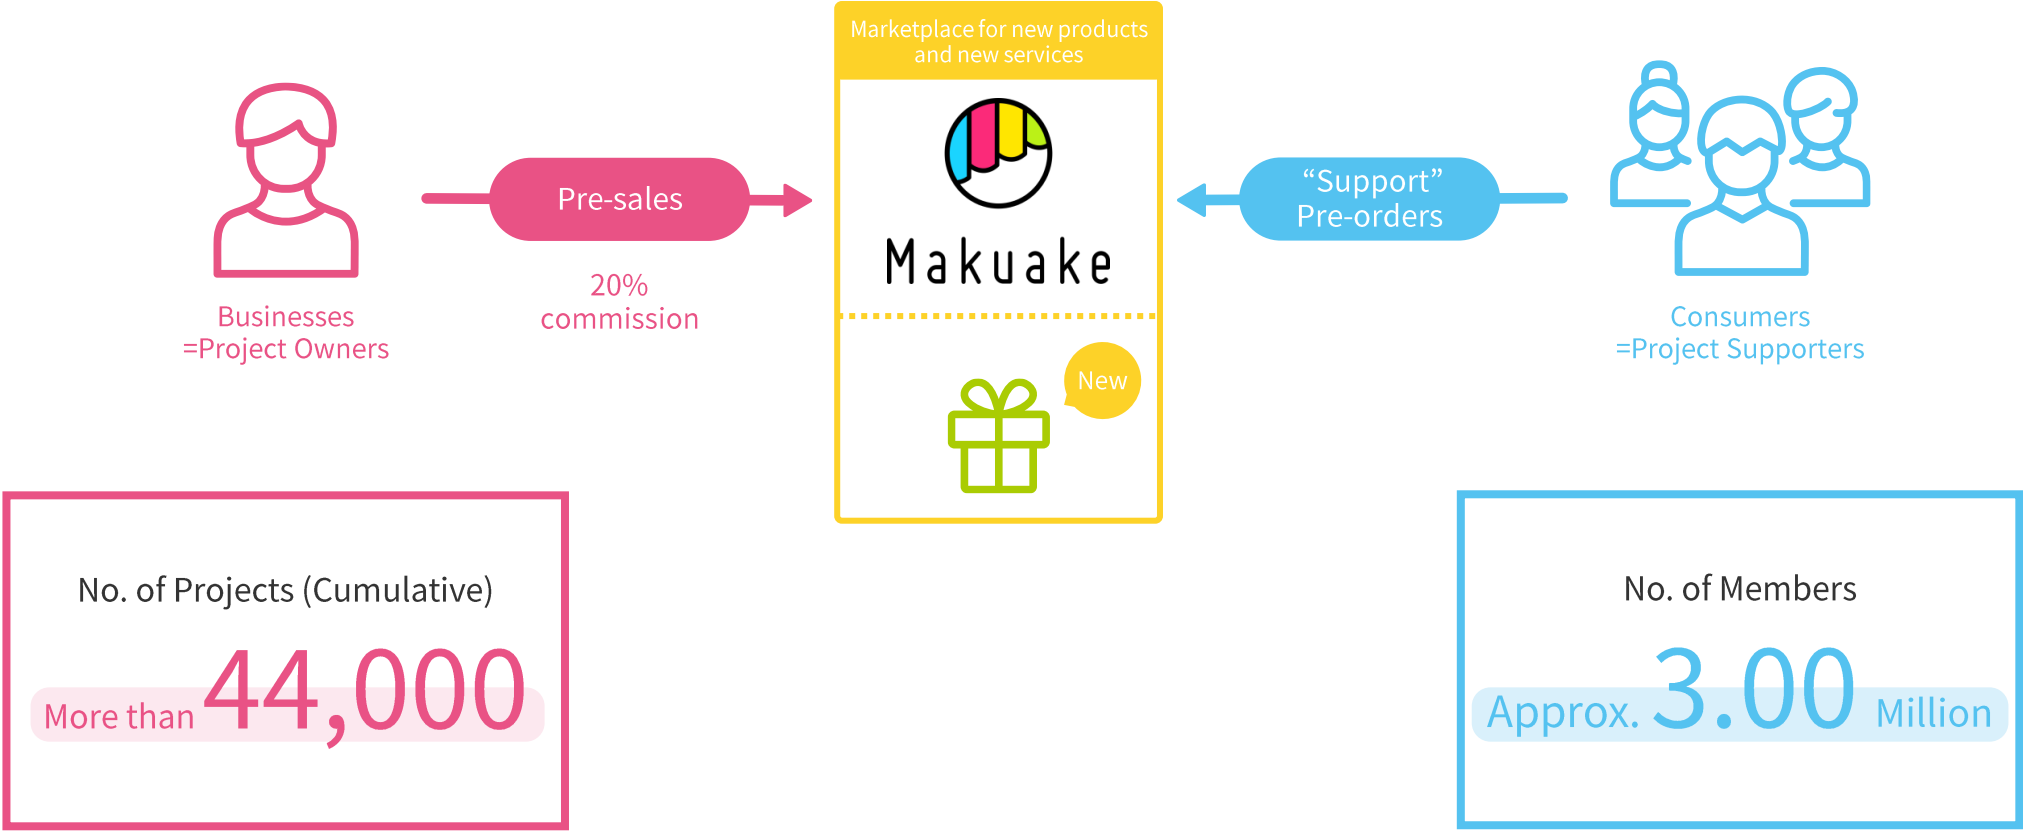 Marketplace for new products
and new services
Makuake
New
Pre-sales
20%
commission
Businesses
=Project Owners
“Support”
Pre-orders
Consumers
=Project Supporters
No. of Projects (Cumulative)
More than 44,000
No. of Members
Approx. 3.00 Million